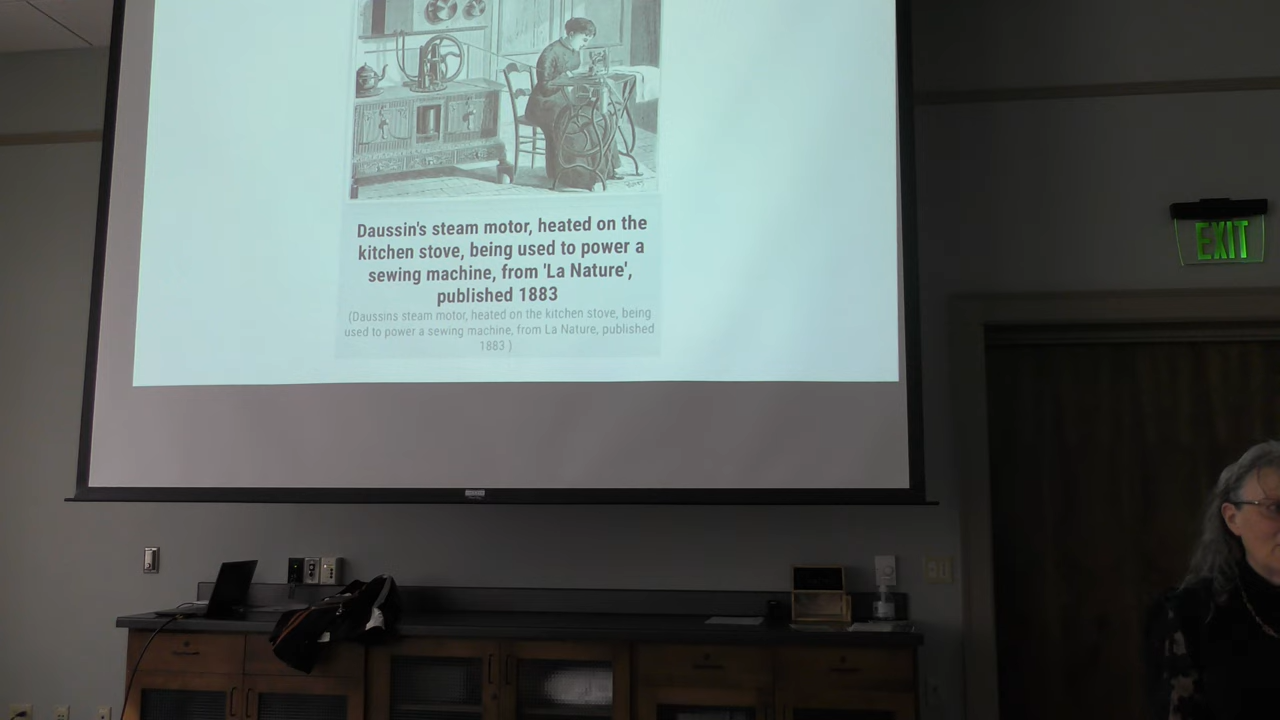 Daussin's steam motor, heated on the
kitchen stove, being used to power a
sewing machine, from 'La Nature',
published 1883
(Daussins steam motor, heated on the kitchen stove, being
used to power a sewing machine, from La Nature, published
1883 )
EXIT